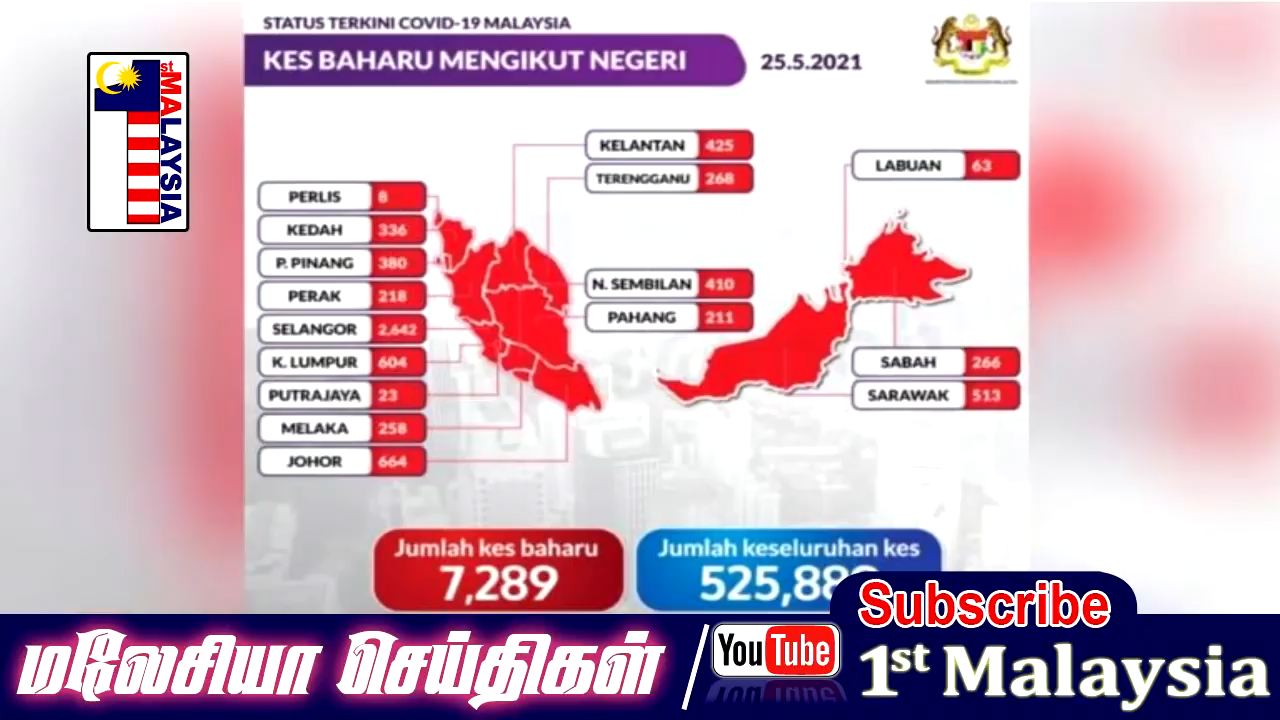 STATUS TERKINI COVID-19 MALAYSIA
KES BAHARU MENGIKUT NEGERI
25.5.2021
1st MALAYSIA
KELANTAN 425
TERENGGANU 268
LABUAN 63
PERLIS 8
KEDAH 336
P. PINANG 380
PERAK 218
SELANGOR 2,642
K. LUMPUR 604
PUTRAJAYA 23
MELAKA 258
JOHOR 664
N. SEMBILAN 410
PAHANG 211
SABAH 266
SARAWAK 513
Jumlah kes baharu
7,289
Jumlah keseluruhan kes
525,88
மலேசியா செய்திகள்
YouTube
Subscribe
1st Malaysia